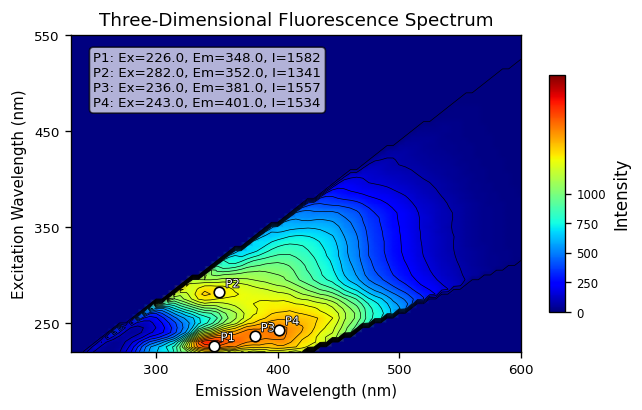 Three-Dimensional Fluorescence Spectrum
P1: Ex=226.0, Em=348.0, I=1582
P2: Ex=282.0, Em=352.0, I=1341
P3: Ex=236.0, Em=381.0, I=1557
P4: Ex=243.0, Em=401.0, I=1534
Excitation Wavelength (nm)
550
450
350
250
P2
P4
P3
P1
300
400
500
600
Emission Wavelength (nm)
1000
750
500
250
0
Intensity